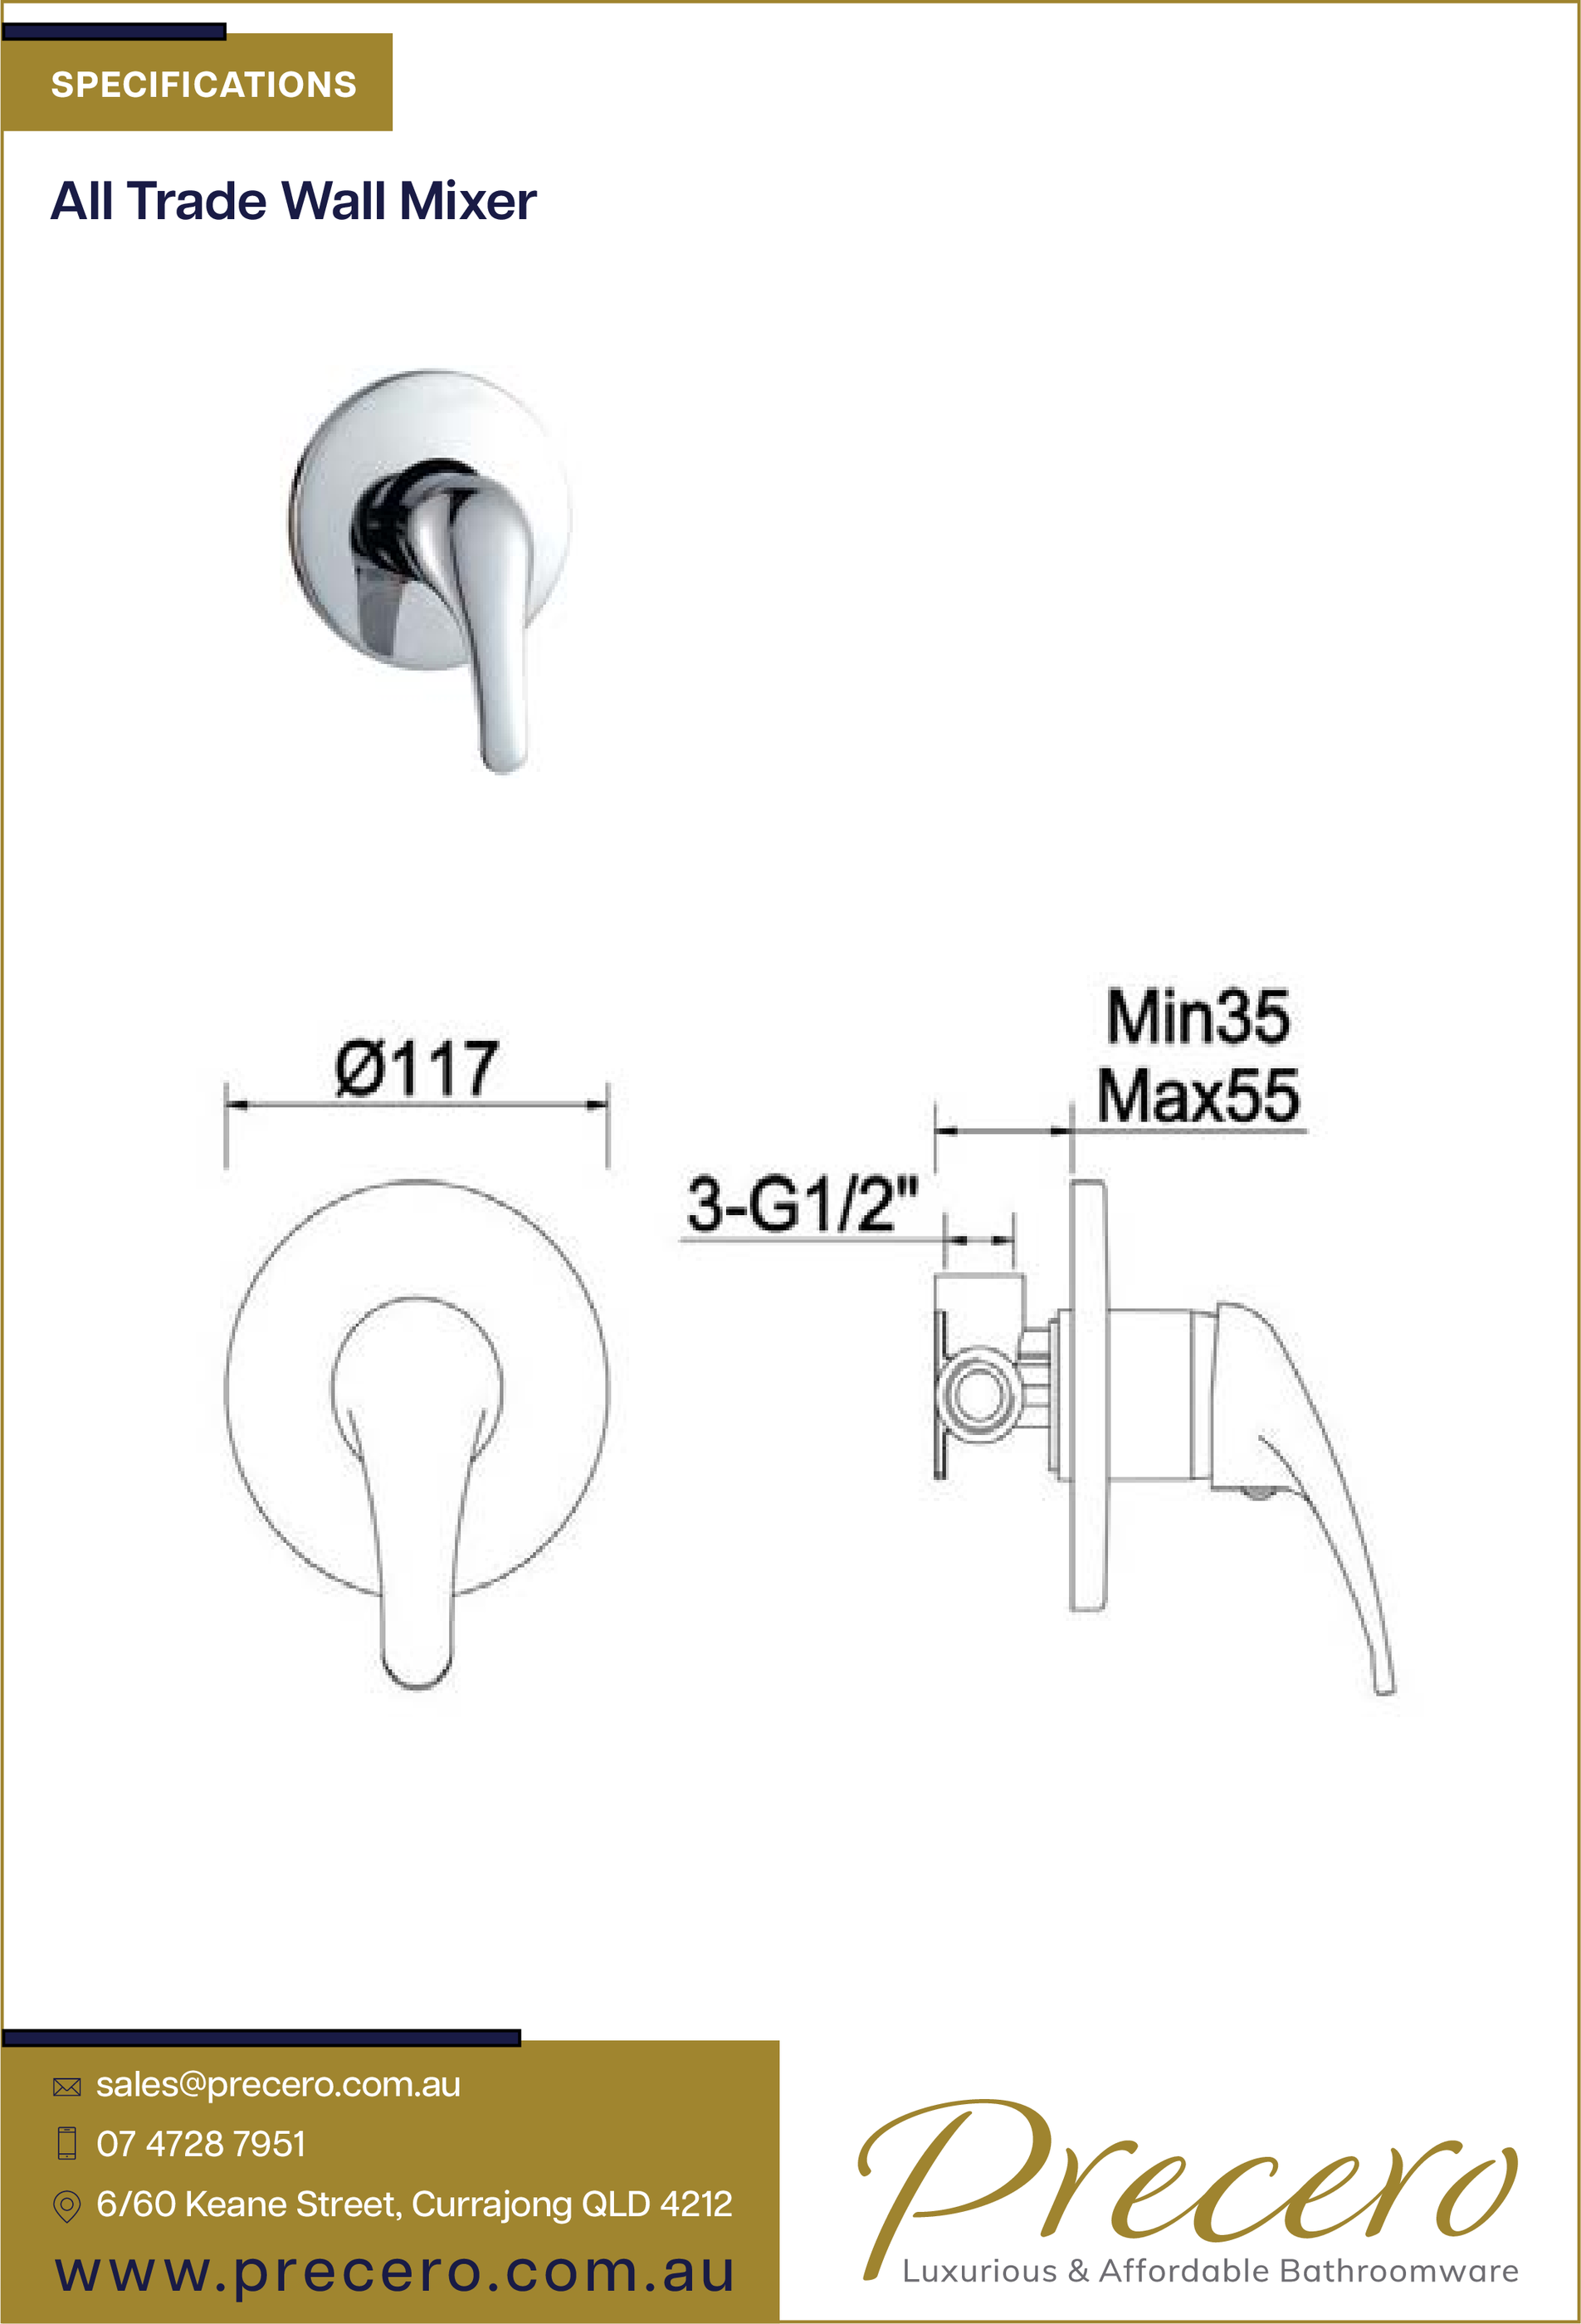 SPECIFICATIONS
All Trade Wall Mixer
Ø117
Min35
Max55
3-G1/2"
sales@precero.com.au
07 4728 7951
6/60 Keane Street, Currajong QLD 4212
www.precero.com.au
Precero
Luxurious & Affordable Bathroomware